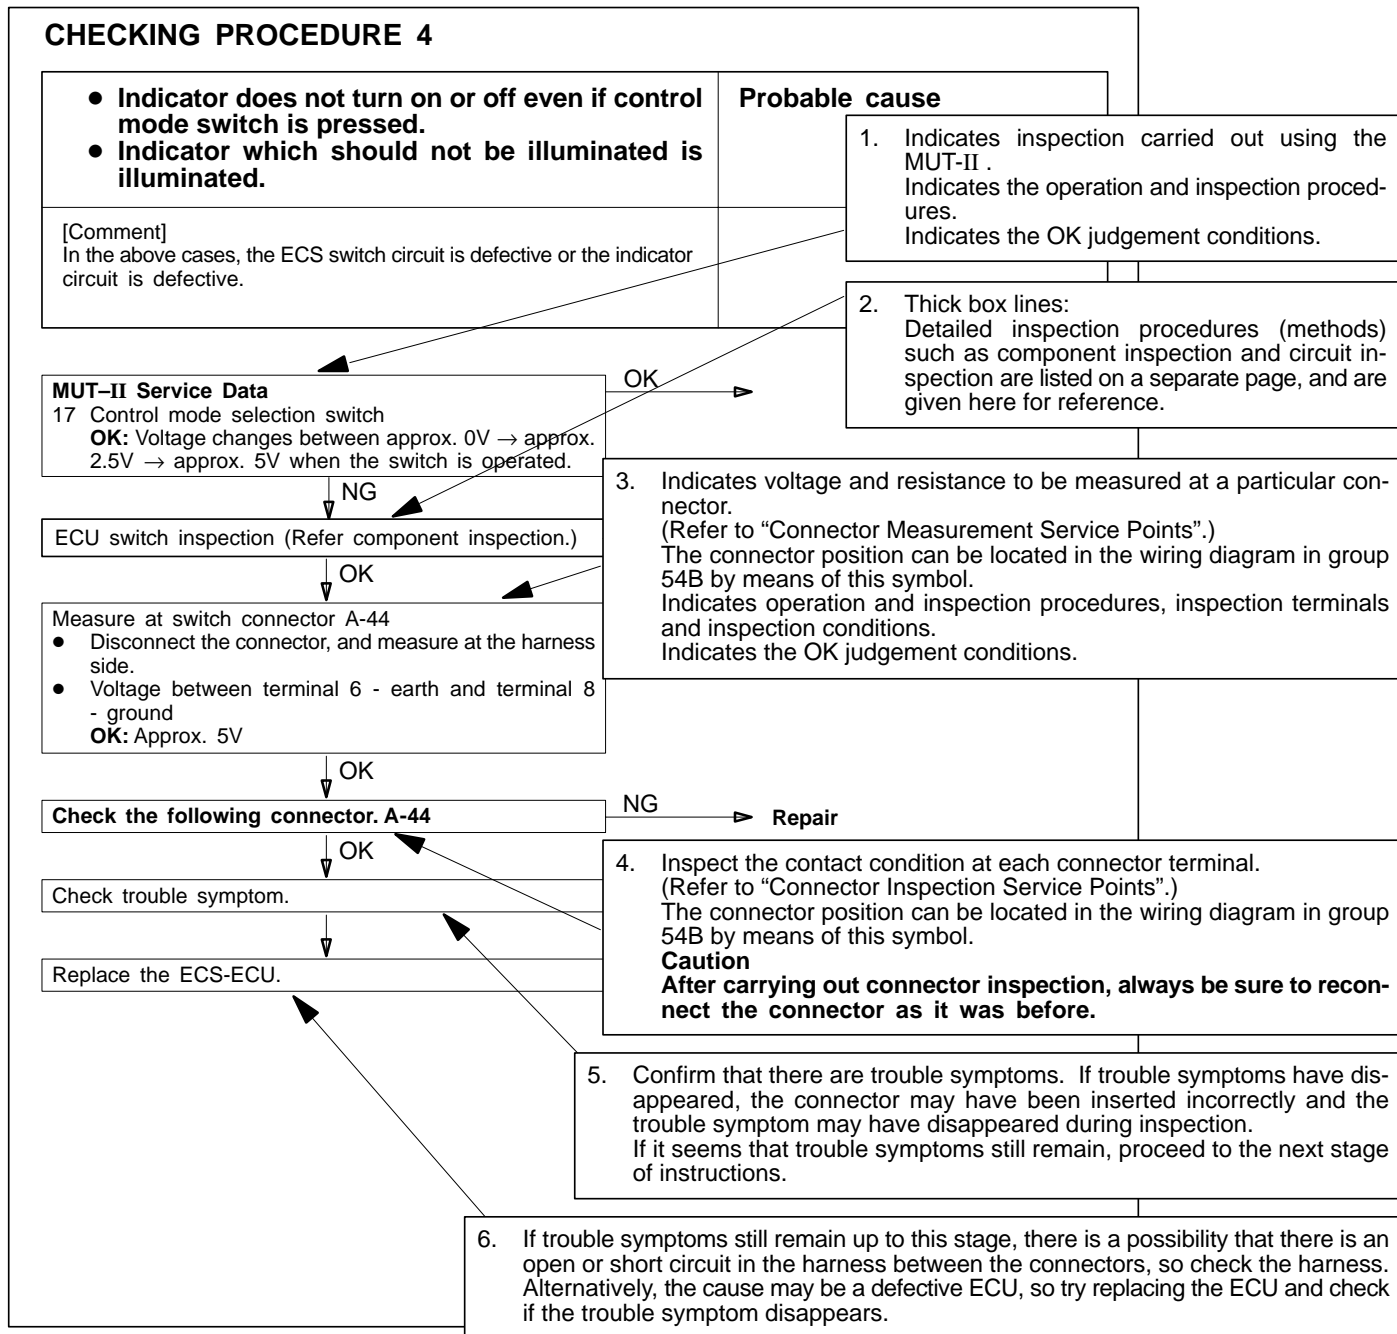 CHECKING PROCEDURE 4
● Indicator does not turn on or off even if control
mode switch is pressed.
● Indicator which should not be illuminated is
illuminated.
Probable cause
[Comment]
In the above cases, the ECS switch circuit is defective or the indicator
circuit is defective.
1. Indicates inspection carried out using the
MUT-II .
Indicates the operation and inspection proced-
ures.
Indicates the OK judgement conditions.
2. Thick box lines:
Detailed inspection procedures (methods)
such as component inspection and circuit in-
spection are listed on a separate page, and are
given here for reference.
MUT–II Service Data
17 Control mode selection switch
OK: Voltage changes between approx. 0V → approx.
2.5V → approx. 5V when the switch is operated.
OK
NG
ECU switch inspection (Refer component inspection.)
OK
3. Indicates voltage and resistance to be measured at a particular con-
nector.
(Refer to “Connector Measurement Service Points”.)
The connector position can be located in the wiring diagram in group
54B by means of this symbol.
Indicates operation and inspection procedures, inspection terminals
and inspection conditions.
Indicates the OK judgement conditions.
Measure at switch connector A-44
● Disconnect the connector, and measure at the harness
side.
● Voltage between terminal 6 - earth and terminal 8
- ground
OK: Approx. 5V
OK
Check the following connector. A-44
NG
Repair
OK
4. Inspect the contact condition at each connector terminal.
(Refer to “Connector Inspection Service Points”.)
The connector position can be located in the wiring diagram in group
54B by means of this symbol.
Caution
After carrying out connector inspection, always be sure to recon-
nect the connector as it was before.
Check trouble symptom.
Replace the ECS-ECU.
5. Confirm that there are trouble symptoms. If trouble symptoms have dis-
appeared, the connector may have been inserted incorrectly and the
trouble symptom may have disappeared during inspection.
If it seems that trouble symptoms still remain, proceed to the next stage
of instructions.
6. If trouble symptoms still remain up to this stage, there is a possibility that there is an
open or short circuit in the harness between the connectors, so check the harness.
Alternatively, the cause may be a defective ECU, so try replacing the ECU and check
if the trouble symptom disappears.